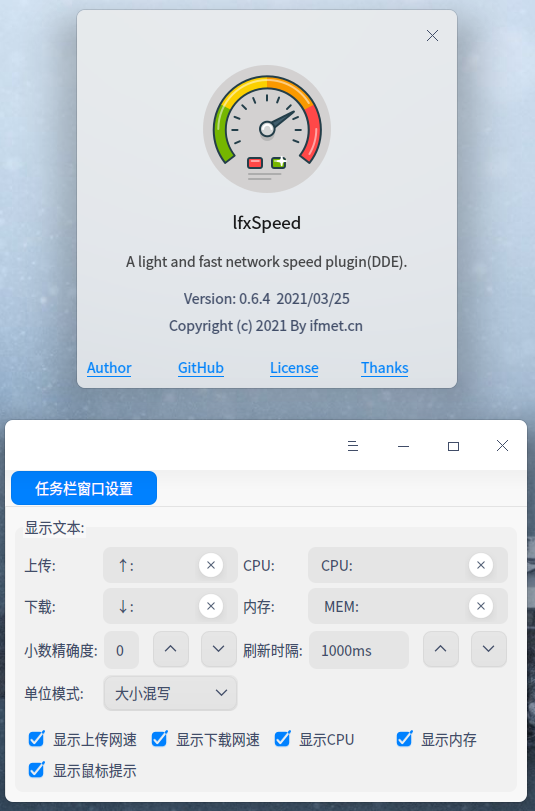 lfxSpeed
A light and fast network speed plugin(DDE).
Version: 0.6.4 2021/03/25
Copyright (c) 2021 By ifmet.cn
Author GitHub License Thanks
任务栏窗口设置
显示文本:
上传: ↑: CPU: CPU:
下载: ↓: 内存: MEM:
小数精确度: 0 刷新时隔: 1000ms
单位模式: 大小混写
显示上传网速 显示下载网速 显示CPU 显示内存
显示鼠标提示